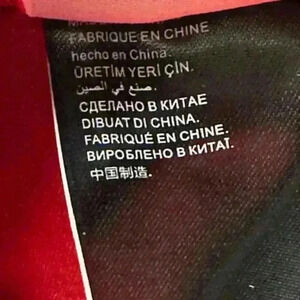 FABRIQUE EN CHINE
hecho en China.
ÜRETİM YERİ ÇİN.
صنع في الصين.
СДЕЛАНО В КИТАЕ
DIBUAT DI CHINA.
FABRIQUÉ EN CHINE.
ВИРОБЛЕНО В КИТАТ.
中国制造.